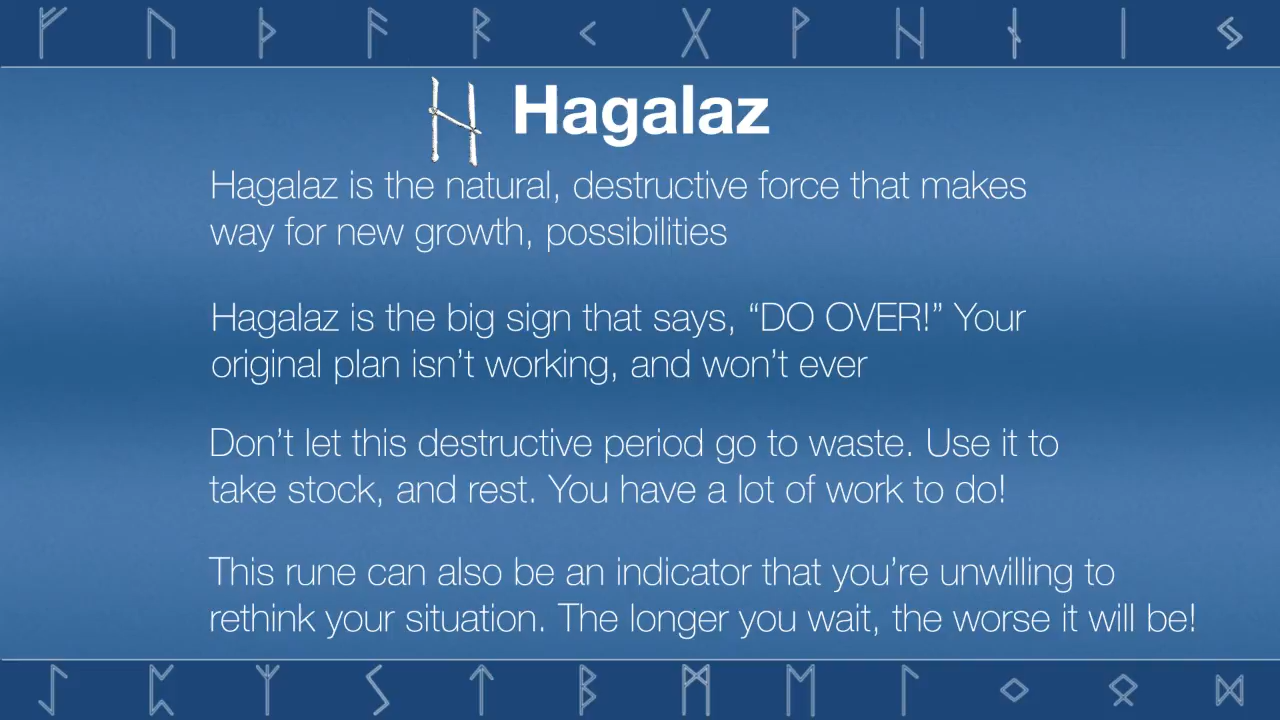 ᚠ ᚢ ᚦ ᚨ ᚱ ᚲ ᚷ ᚹ ᚺ ᚾ ᛁ ᛃ
ᚺ Hagalaz
Hagalaz is the natural, destructive force that makes
way for new growth, possibilities
Hagalaz is the big sign that says, “DO OVER!” Your
original plan isn’t working, and won’t ever
Don’t let this destructive period go to waste. Use it to
take stock, and rest. You have a lot of work to do!
This rune can also be an indicator that you’re unwilling to
rethink your situation. The longer you wait, the worse it will be!
ᛇ ᛈ ᛉ ᛊ ᛏ ᛒ ᛗ ᛖ ᛚ ᛜ ᛟ ᛞ